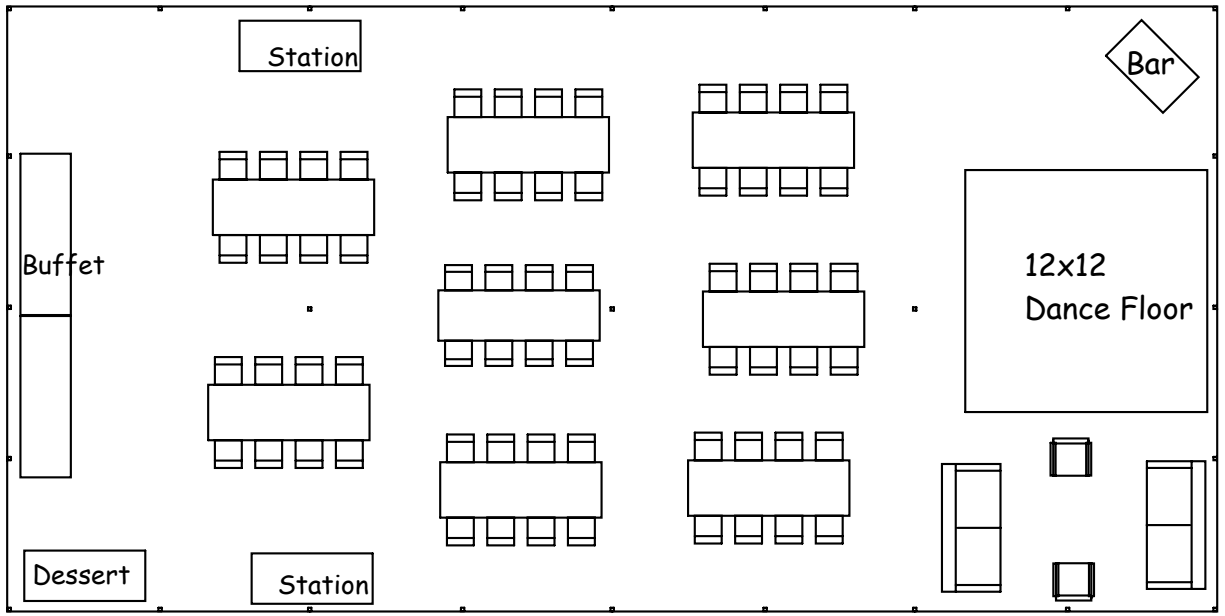 Station
Bar
Buffet
12x12
Dance Floor
Dessert
Station